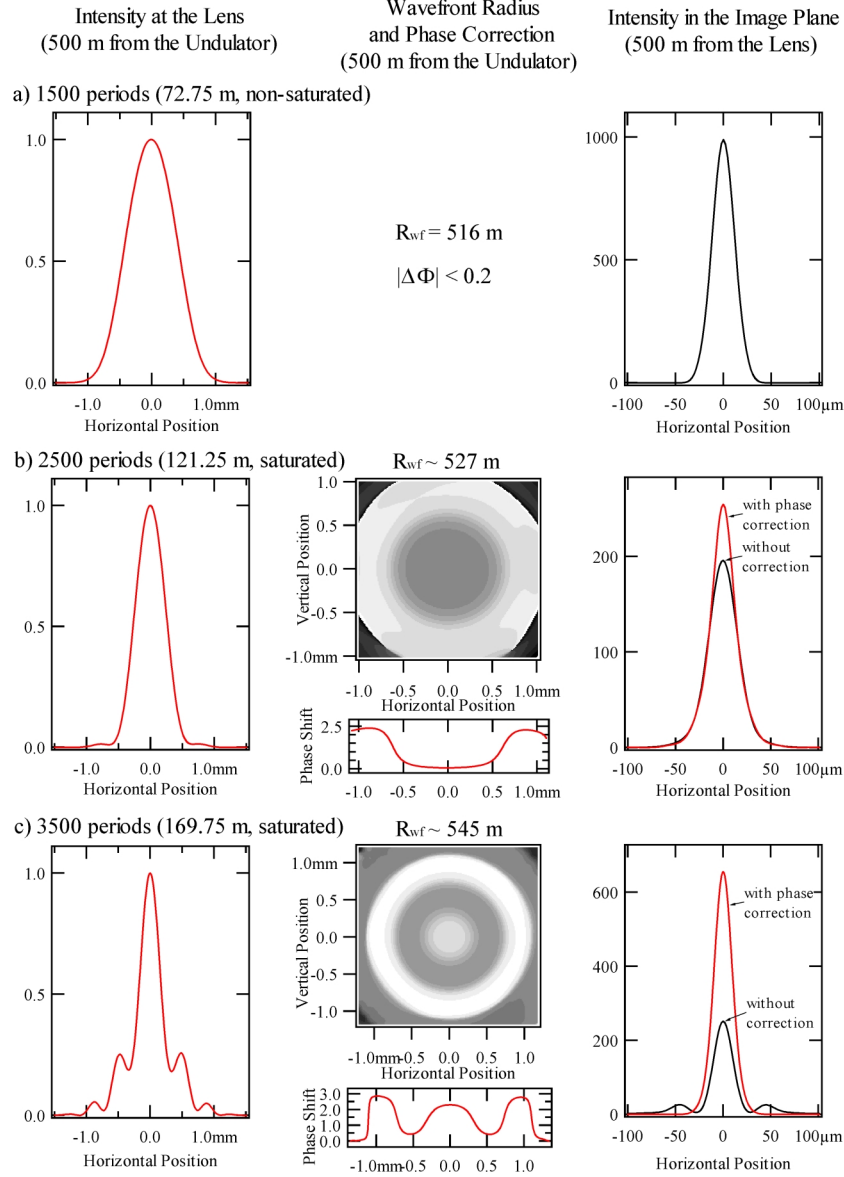 Intensity at the Lens
(500 m from the Undulator)
Wavefront Radius
and Phase Correction
(500 m from the Undulator)
Intensity in the Image Plane
(500 m from the Lens)
a) 1500 periods (72.75 m, non-saturated)
1.0
0.5
0.0
-1.0 0.0 1.0mm
Horizontal Position
Rwf = 516 m
|ΔΦ| < 0.2
1000
500
0
-100 -50 0 50 100μm
Horizontal Position
b) 2500 periods (121.25 m, saturated)
1.0
0.5
0.0
-1.0 0.0 1.0mm
Horizontal Position
Rwf ~ 527 m
Vertical Position
1.0
0.5
0.0
-0.5
-1.0mm
-1.0 -0.5 0.0 0.5 1.0mm
Horizontal Position
Phase Shift
2.5
0.0
-1.0 -0.5 0.0 0.5 1.0mm
with phase
correction
without
correction
200
100
0
-100 -50 0 50 100μm
Horizontal Position
c) 3500 periods (169.75 m, saturated)
1.0
0.5
0.0
-1.0 0.0 1.0mm
Horizontal Position
Rwf ~ 545 m
Vertical Position
1.0mm
0.5
0.0
-0.5
-1.0
-1.0mm-0.5 0.0 0.5 1.0
Horizontal Position
Phase Shift
3.0
2.0
1.0
0.0
-1.0mm-0.5 0.0 0.5 1.0
with phase
correction
without
correction
600
400
200
0
-100 -50 0 50 100μm
Horizontal Position